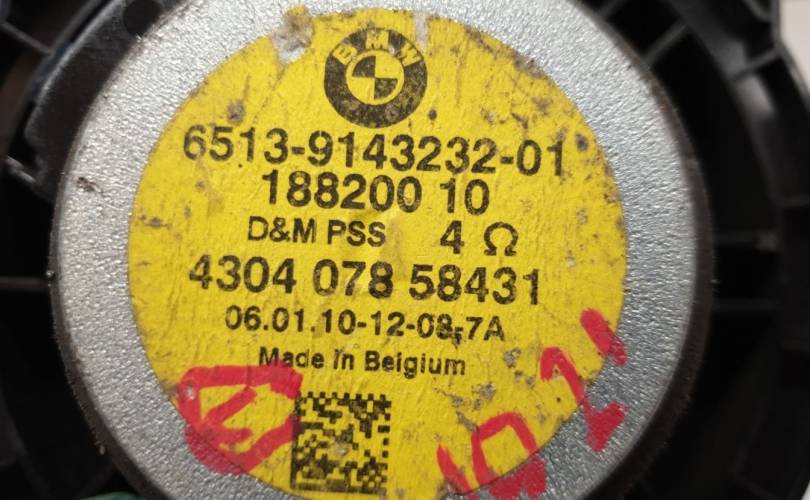 BMW
6513-9143232-01
188200 10
D&M PSS 4 Ω
4304 078 58431
06.01.10-12-08-7A
Made in Belgium